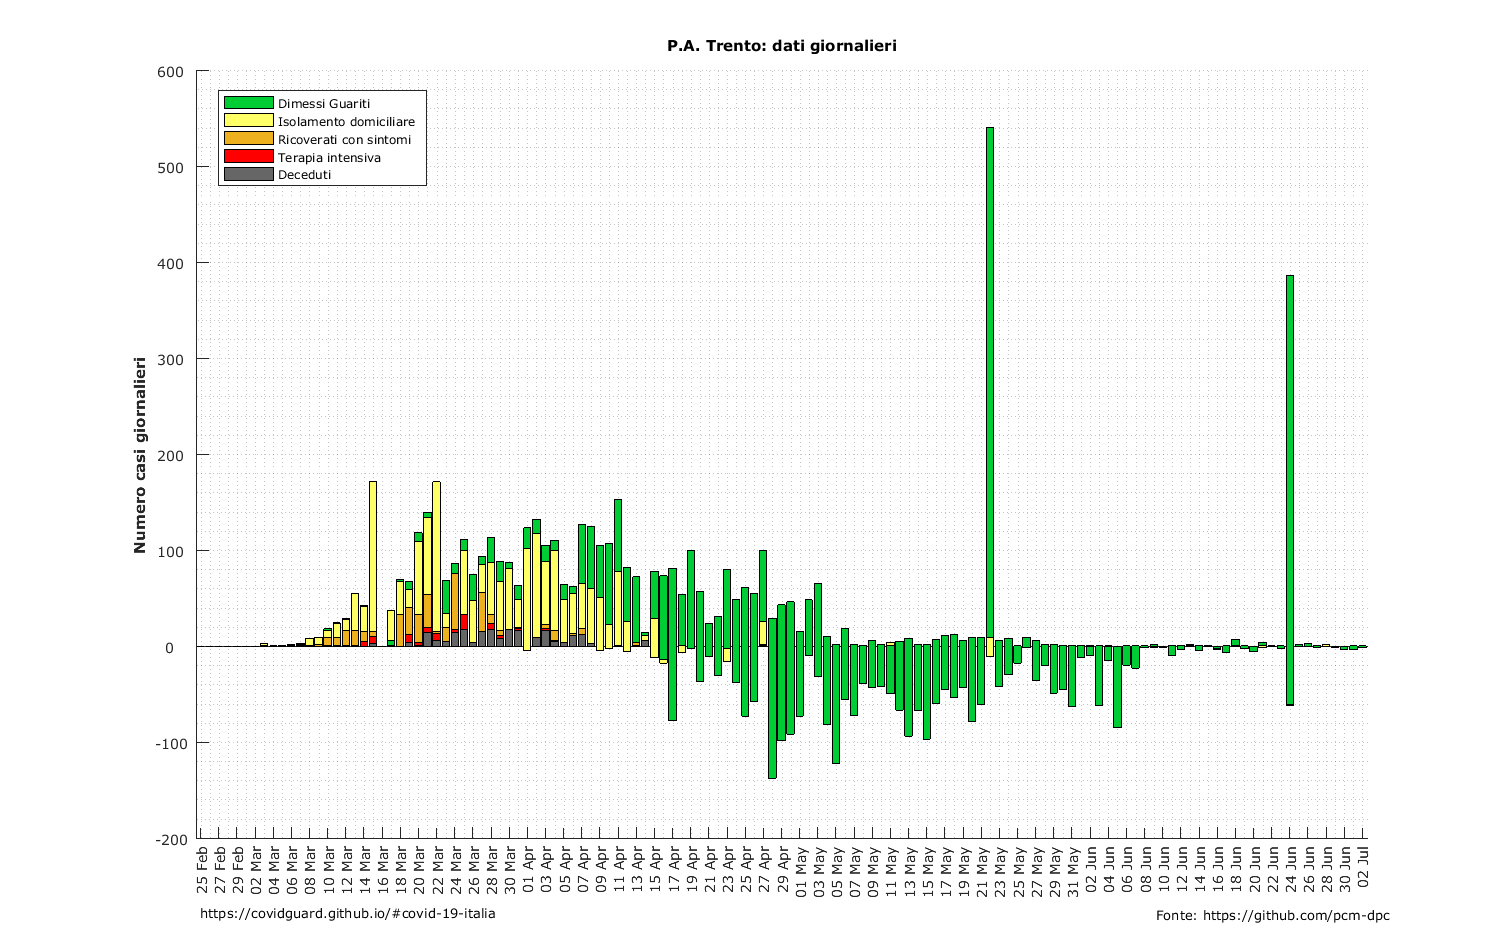 P.A. Trento: dati giornalieri
Numero casi giornalieri
600
500
400
300
200
100
0
-100
-200
Dimessi Guariti
Isolamento domiciliare
Ricoverati con sintomi
Terapia intensiva
Deceduti
25 Feb
27 Feb
29 Feb
02 Mar
04 Mar
06 Mar
08 Mar
10 Mar
12 Mar
14 Mar
16 Mar
18 Mar
20 Mar
22 Mar
24 Mar
26 Mar
28 Mar
30 Mar
01 Apr
03 Apr
05 Apr
07 Apr
09 Apr
11 Apr
13 Apr
15 Apr
17 Apr
19 Apr
21 Apr
23 Apr
25 Apr
27 Apr
29 Apr
01 May
03 May
05 May
07 May
09 May
11 May
13 May
15 May
17 May
19 May
21 May
23 May
25 May
27 May
29 May
31 May
02 Jun
04 Jun
06 Jun
08 Jun
10 Jun
12 Jun
14 Jun
16 Jun
18 Jun
20 Jun
22 Jun
24 Jun
26 Jun
28 Jun
30 Jun
02 Jul
https://covidguard.github.io/#covid-19-italia
Fonte: https://github.com/pcm-dpc